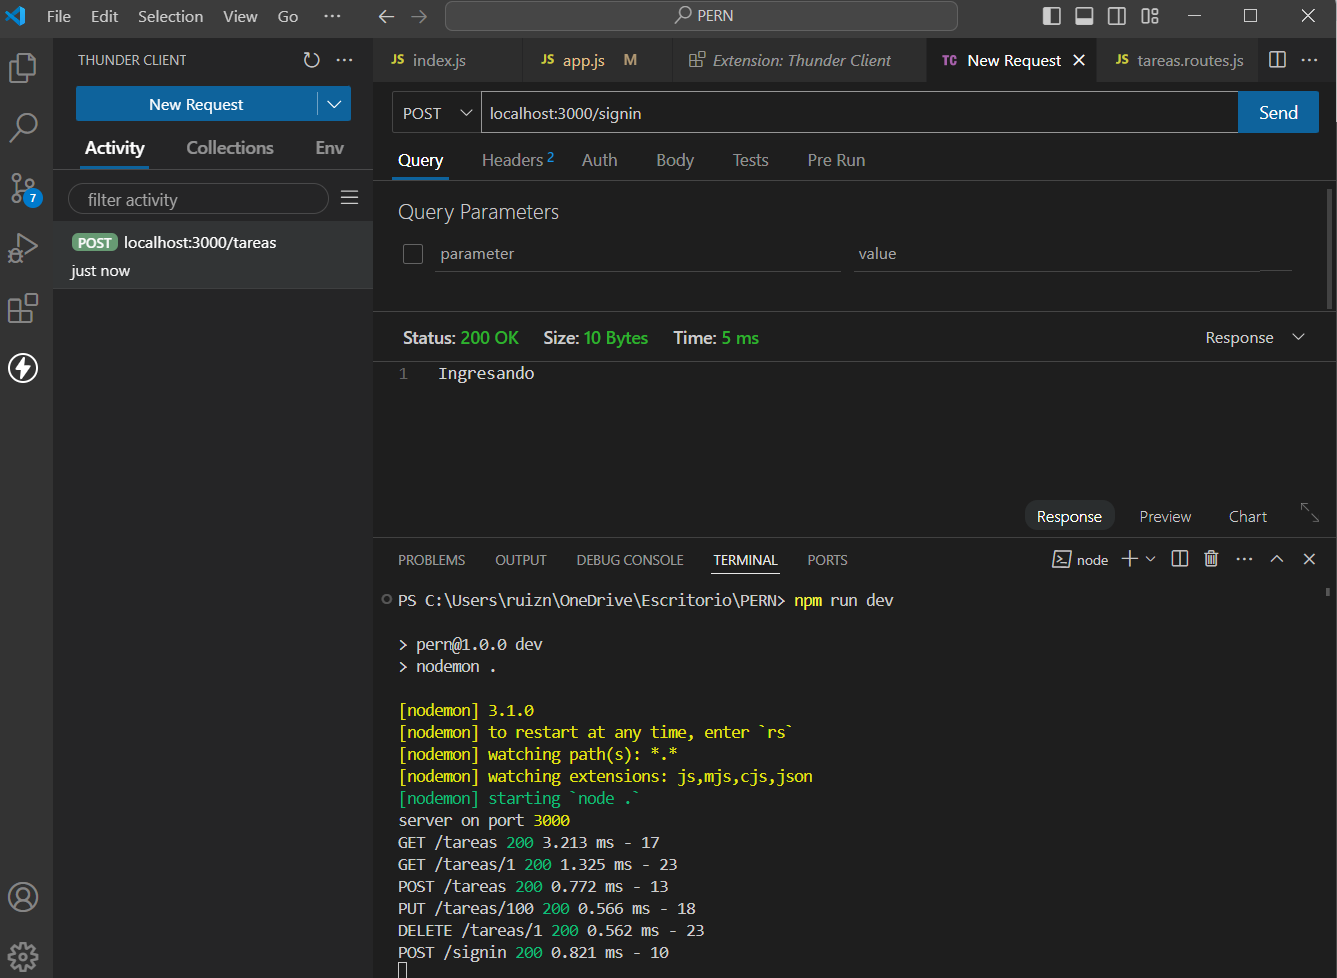 File Edit Selection View Go ··· PERN
THUNDER CLIENT
New Request
Activity Collections Env
filter activity
POST localhost:3000/tareas
just now
7
JS index.js JS app.js M Extension: Thunder Client TC New Request JS tareas.routes.js
POST localhost:3000/signin Send
Query Headers 2 Auth Body Tests Pre Run
Query Parameters
parameter value
Status: 200 OK Size: 10 Bytes Time: 5 ms Response
1 Ingresando
Response Preview Chart
PROBLEMS OUTPUT DEBUG CONSOLE TERMINAL PORTS node
PS C:\Users\ruizn\OneDrive\Escritorio\PERN> npm run dev
> pern@1.0.0 dev
> nodemon .
[nodemon] 3.1.0
[nodemon] to restart at any time, enter `rs`
[nodemon] watching path(s): *.*
[nodemon] watching extensions: js,mjs,cjs,json
[nodemon] starting `node .`
server on port 3000
GET /tareas 200 3.213 ms - 17
GET /tareas/1 200 1.325 ms - 23
POST /tareas 200 0.772 ms - 13
PUT /tareas/100 200 0.566 ms - 18
DELETE /tareas/1 200 0.562 ms - 23
POST /signin 200 0.821 ms - 10